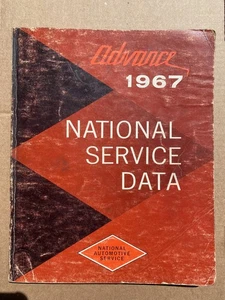 Advance
1967
NATIONAL
SERVICE
DATA
NATIONAL
AUTOMOTIVE
SERVICE